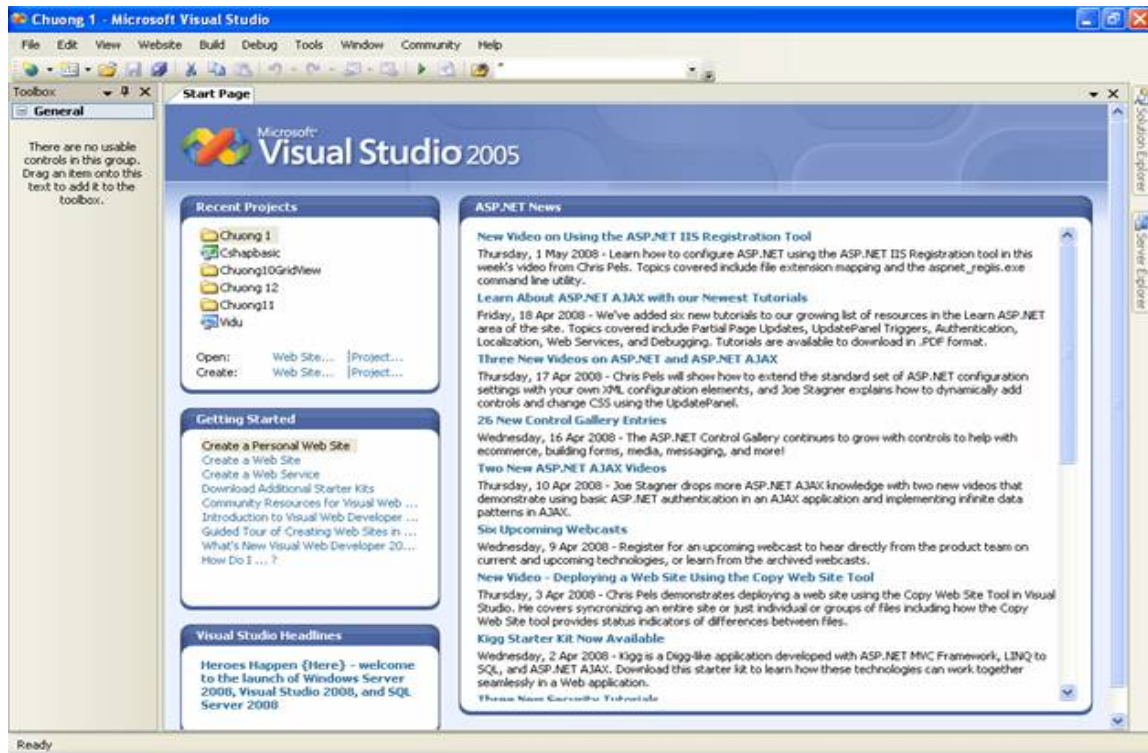 Chuong 1 - Microsoft Visual Studio
File Edit View Website Build Debug Tools Window Community Help
Toolbox
General
There are no usable
controls in this group.
Drag an item onto this
text to add it to the
toolbox.
Start Page
Microsoft
Visual Studio 2005
Recent Projects
Chuong 1
Cshapbasic
Chuong10GridView
Chuong 12
Chuong11
Vidu
Open: Web Site... |Project...
Create: Web Site... |Project...
Getting Started
Create a Personal Web Site
Create a Web Site
Create a Web Service
Download Additional Starter Kits
Community Resources for Visual Web ...
Introduction to Visual Web Developer ...
Guided Tour of Creating Web Sites in ...
What's New Visual Web Developer 20...
How Do I ... ?
Visual Studio Headlines
Heroes Happen {Here} - welcome
to the launch of Windows Server
2008, Visual Studio 2008, and SQL
Server 2008
ASP.NET News
New Video on Using the ASP.NET IIS Registration Tool
Thursday, 1 May 2008 - Learn how to configure ASP.NET using the ASP.NET IIS Registration tool in this
week's video from Chris Pels. Topics covered include file extension mapping and the aspnet_regis.exe
command line utility.
Learn About ASP.NET AJAX with our Newest Tutorials
Friday, 18 Apr 2008 - We've added six new tutorials to our growing list of resources in the Learn ASP.NET
area of the site. Topics covered include Partial Page Updates, UpdatePanel Triggers, Authentication,
Localization, Web Services, and Debugging. Tutorials are available to download in .PDF format.
Three New Videos on ASP.NET and ASP.NET AJAX
Thursday, 17 Apr 2008 - Chris Pels will show how to extend the standard set of ASP.NET configuration
settings with your own XML configuration elements, and Joe Stagner explains how to dynamically add
controls and change CSS using the UpdatePanel.
26 New Control Gallery Entries
Wednesday, 16 Apr 2008 - The ASP.NET Control Gallery continues to grow with controls to help with
ecommerce, building forms, media, messaging, and more!
Two New ASP.NET AJAX Videos
Thursday, 10 Apr 2008 - Joe Stagner drops more ASP.NET AJAX knowledge with two new videos that
demonstrate using basic ASP.NET authentication in an AJAX application and implementing infinite data
patterns in AJAX.
Six Upcoming Webcasts
Wednesday, 9 Apr 2008 - Register for an upcoming webcast to hear directly from the product team on
current and upcoming technologies, or learn from the archived webcasts.
New Video - Deploying a Web Site Using the Copy Web Site Tool
Thursday, 3 Apr 2008 - Chris Pels demonstrates deploying a web site using the Copy Web Site Tool in Visual
Studio. He covers syncronizing an entire site or just individual or groups of files including how the Copy
Web Site tool provides status indicators of differences between files.
Kigg Starter Kit Now Available
Wednesday, 2 Apr 2008 - Kigg is a Digg-like application developed with ASP.NET MVC Framework, LINQ to
SQL, and ASP.NET AJAX. Download this starter kit to learn how these technologies can work together
seamlessly in a Web application.
Three New Security Tutorials
Solution Explorer
Server Explorer
Ready